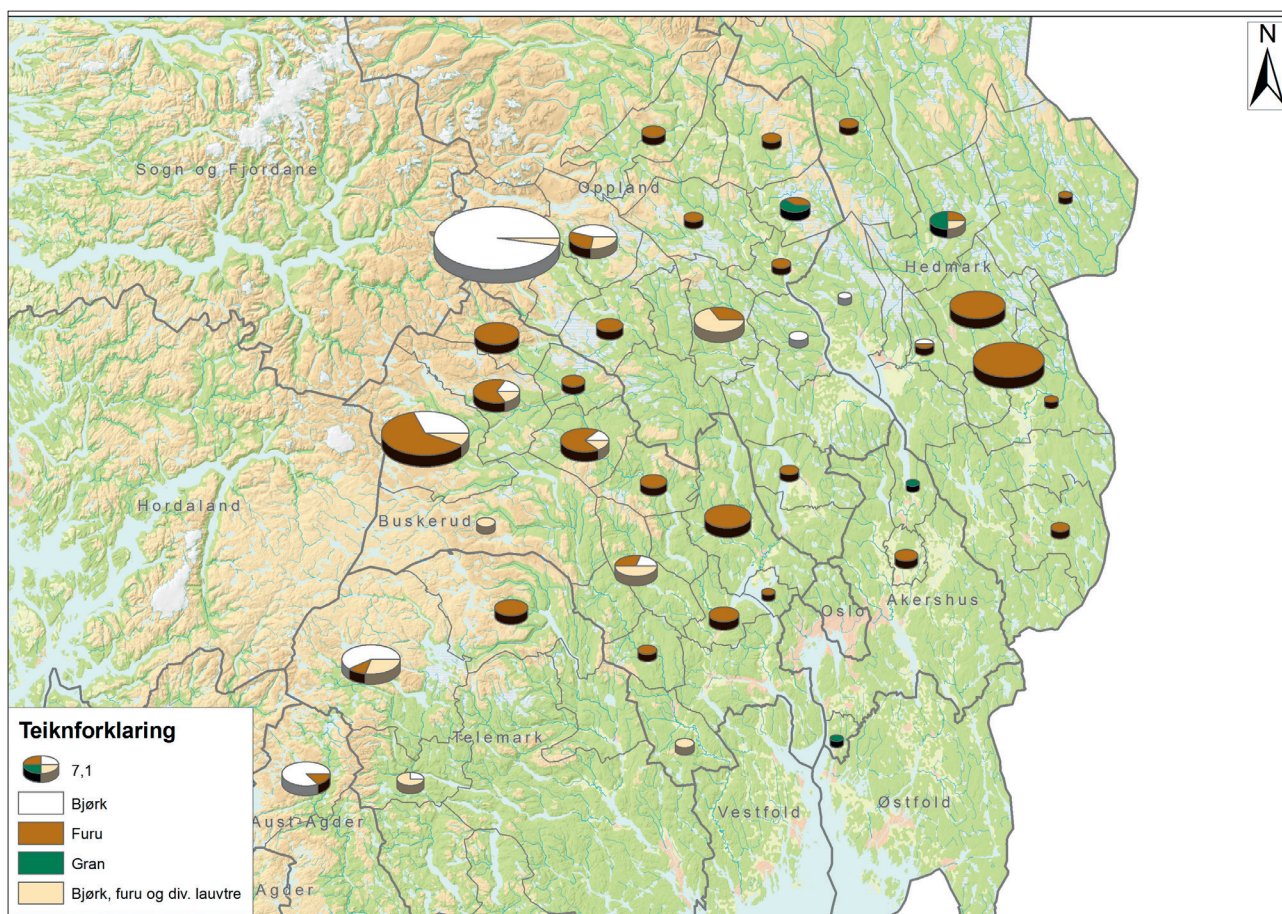 N
Sogn og Fjordane
Oppland
Hedmark
Hordaland
Buskerud
Akershus
Oslo
Telemark
Vestfold
Østfold
Aust-Agder
Agder
Teiknforklaring
7,1
Bjørk
Furu
Gran
Bjørk, furu og div. lauvtre